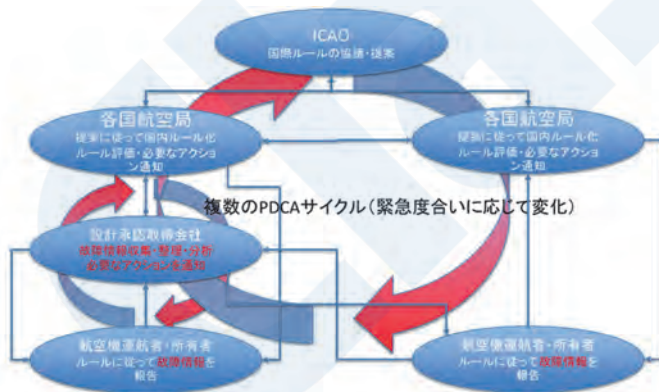 ICAO
国際ルールの協議・提案
各国航空局
提案に従って国内ルール化
ルール評価・必要なアクショ
ン通知
各国航空局
提案に従って国内ルール化
ルール評価・必要なアクショ
ン通知
複数のPDCAサイクル（緊急度合いに応じて変化）
設計承認取得会社
故障情報収集・整理・分析
必要なアクションを通知
航空機運航者・所有者
ルールに従って故障情報を
報告
航空機運航者・所有者
ルールに従って故障情報を
報告